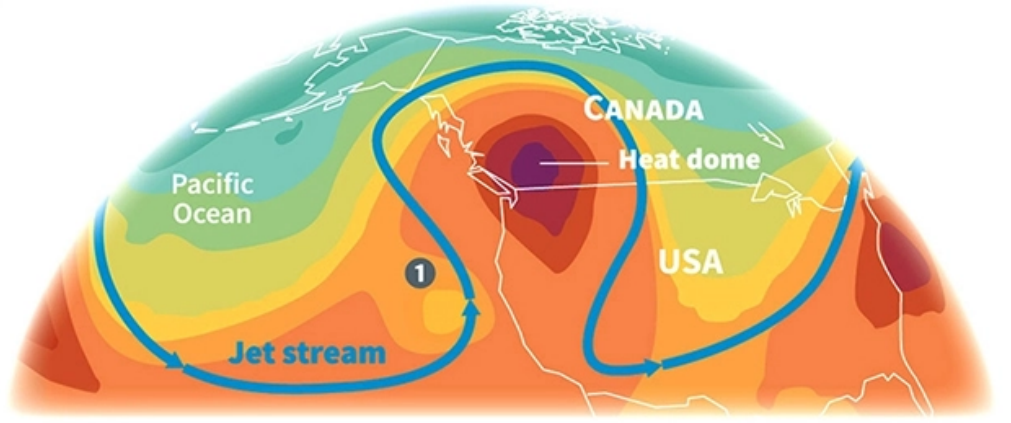 CANADA
Heat dome
Pacific
Ocean
USA
1
Jet stream